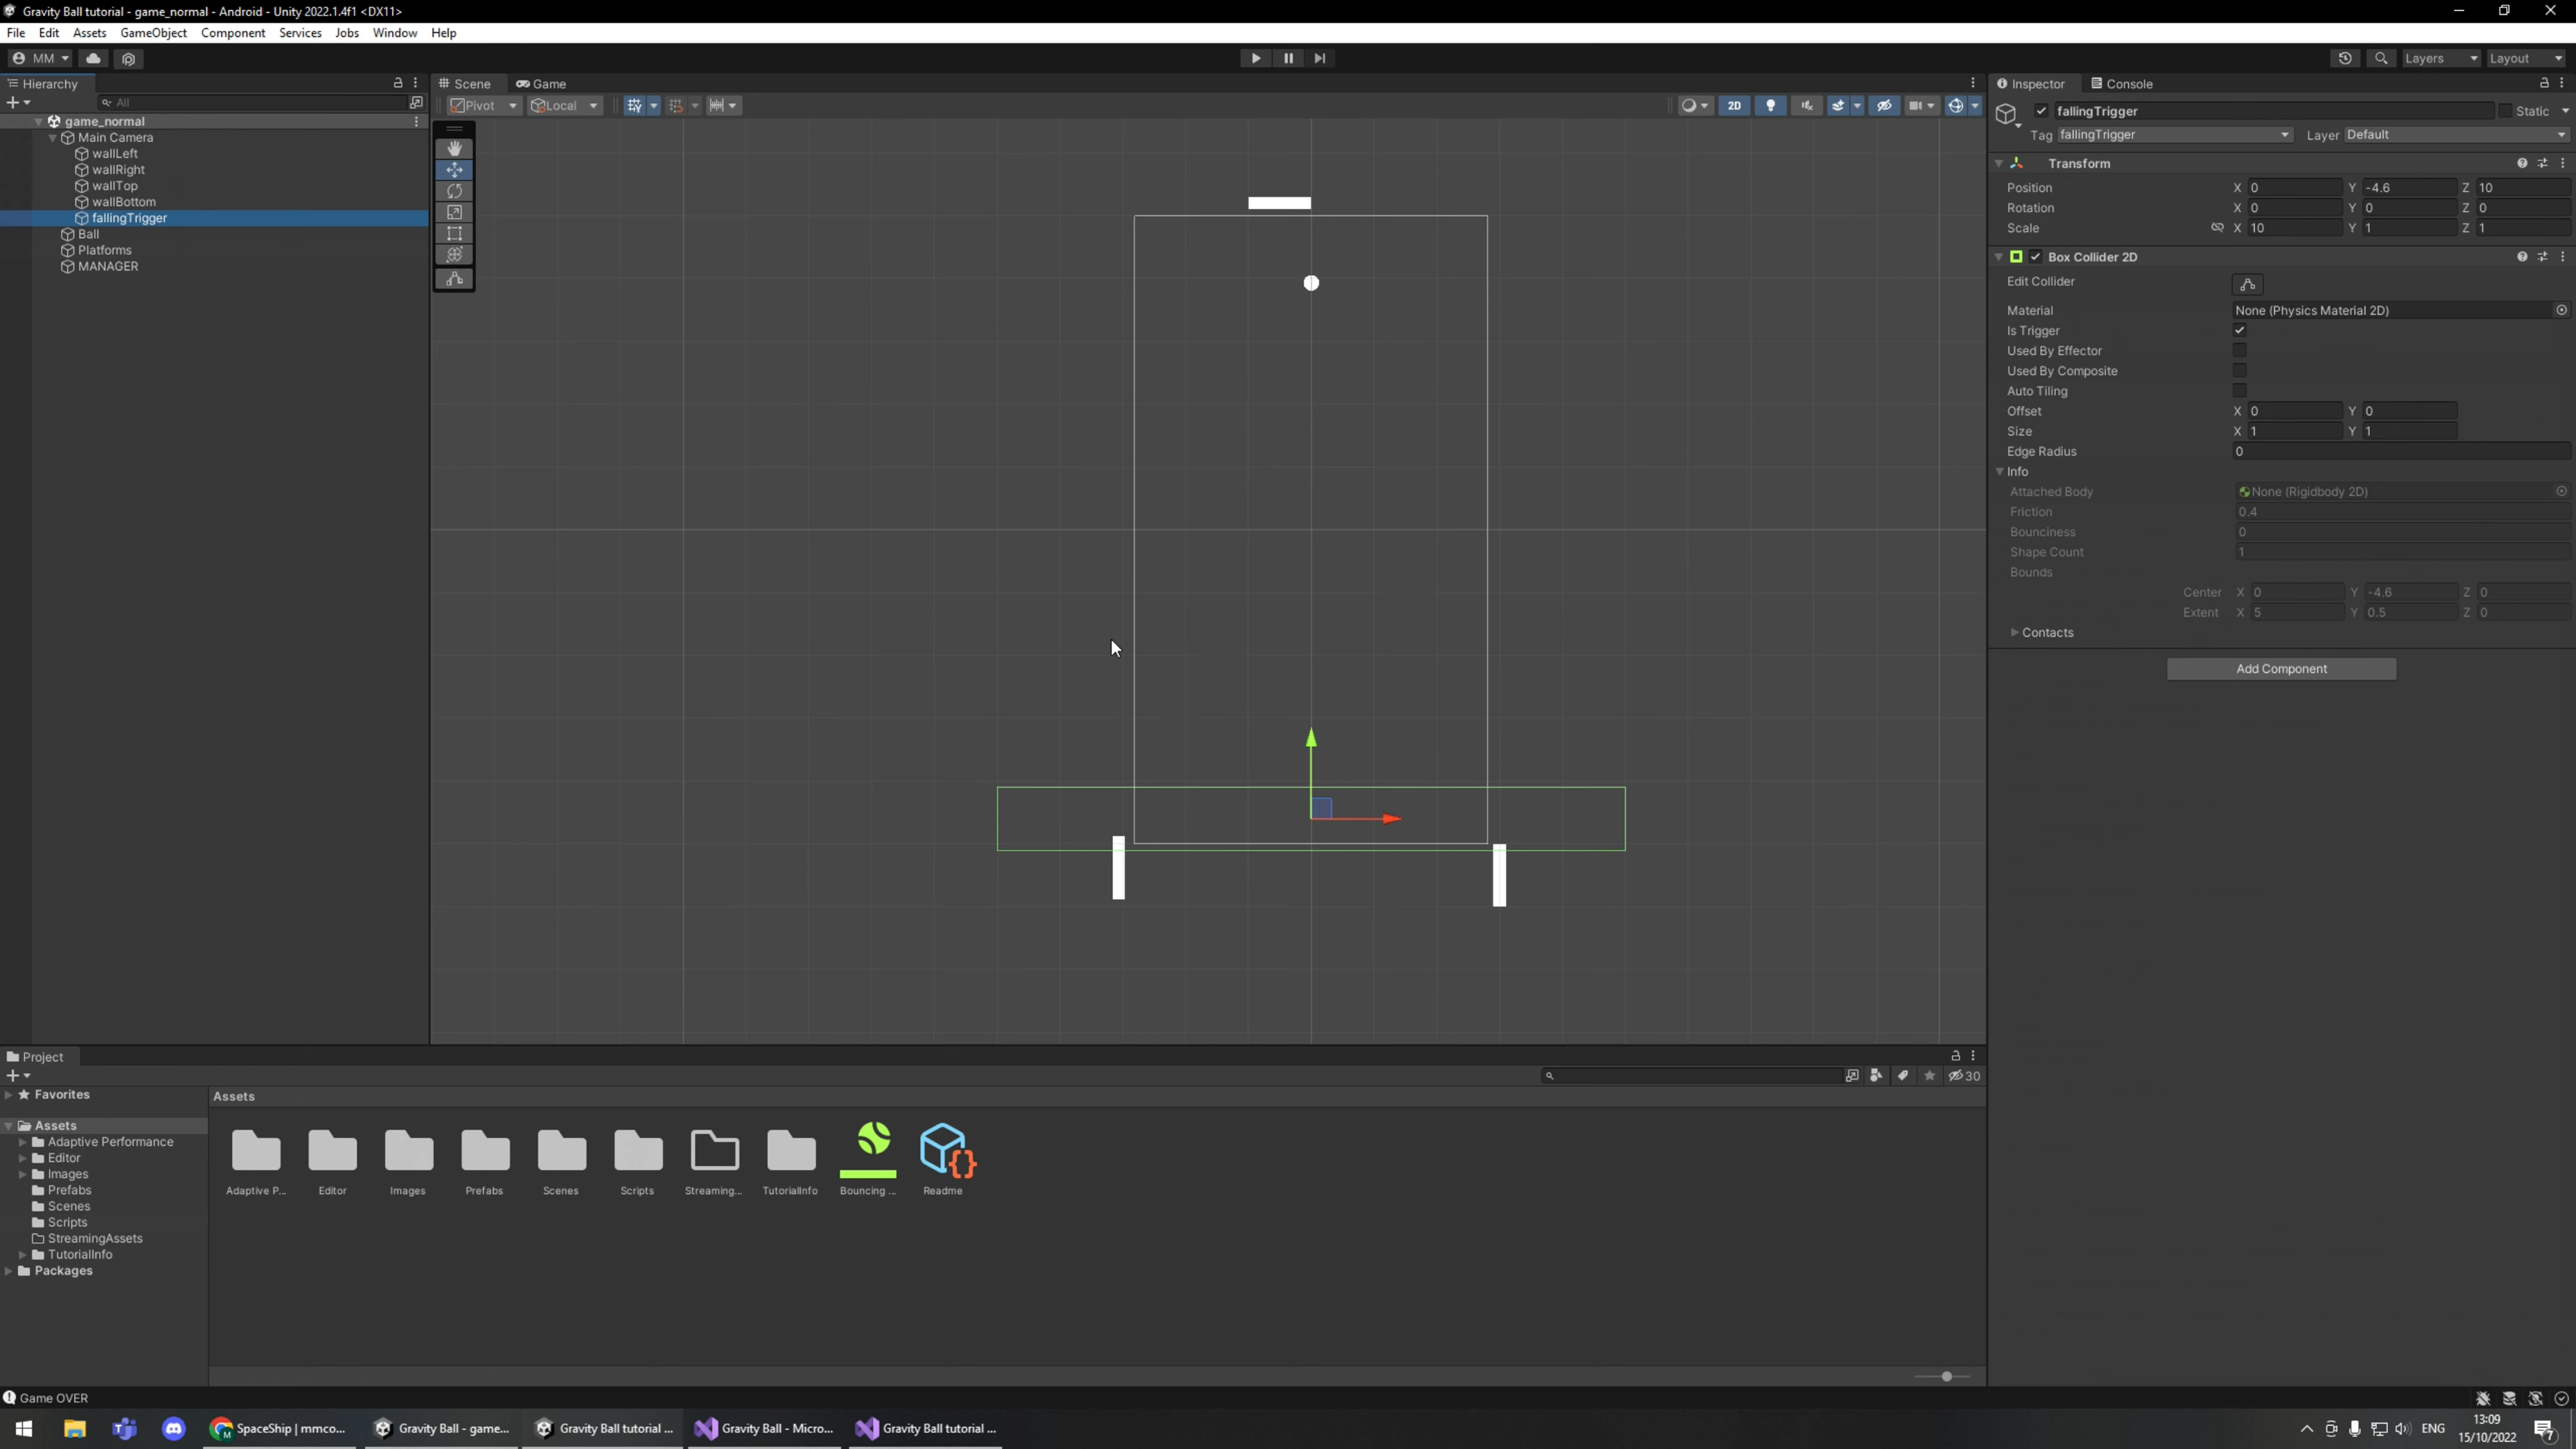 Gravity Ball tutorial - game_normal - Android - Unity 2022.1.4f1 <DX11>
File Edit Assets GameObject Component Services Jobs Window Help
MM
Layers Layout
Hierarchy
All
game_normal
Main Camera
wallLeft
wallRight
wallTop
wallBottom
fallingTrigger
Ball
Platforms
MANAGER
Scene Game
Pivot Local
2D
Inspector Console
fallingTrigger Static
Tag fallingTrigger Layer Default
Transform
Position X 0 Y -4.6 Z 10
Rotation X 0 Y 0 Z 0
Scale X 10 Y 1 Z 1
Box Collider 2D
Edit Collider
Material None (Physics Material 2D)
Is Trigger
Used By Effector
Used By Composite
Auto Tiling
Offset X 0 Y 0
Size X 1 Y 1
Edge Radius 0
Info
Attached Body None (Rigidbody 2D)
Friction 0.4
Bounciness 0
Shape Count 1
Bounds
Center X 0 Y -4.6 Z 0
Extent X 5 Y 0.5 Z 0
Contacts
Add Component
Project
30
Favorites
Assets
Adaptive Performance
Editor
Images
Prefabs
Scenes
Scripts
StreamingAssets
TutorialInfo
Packages
Assets
Adaptive P... Editor Images Prefabs Scenes Scripts Streaming... TutorialInfo Bouncing ... Readme
Game OVER
SpaceShip | mmco... Gravity Ball - game... Gravity Ball tutorial ... Gravity Ball - Micro... Gravity Ball tutorial ...
ENG
13:09
15/10/2022
7